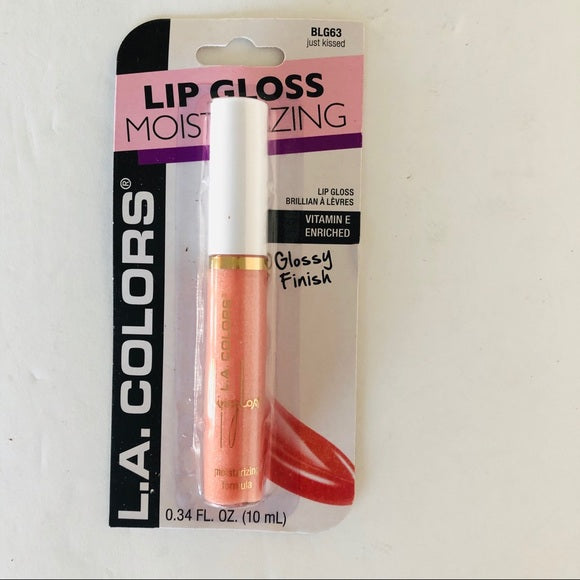 BLG63
just kissed
LIP GLOSS
L.A. COLORS®
LIP GLOSS
BRILLIAN À LÈVRES
VITAMIN E
ENRICHED
Glossy
Finish
L.A. COLORS
moisturizing
formula
0.34 FL. OZ. (10 mL)